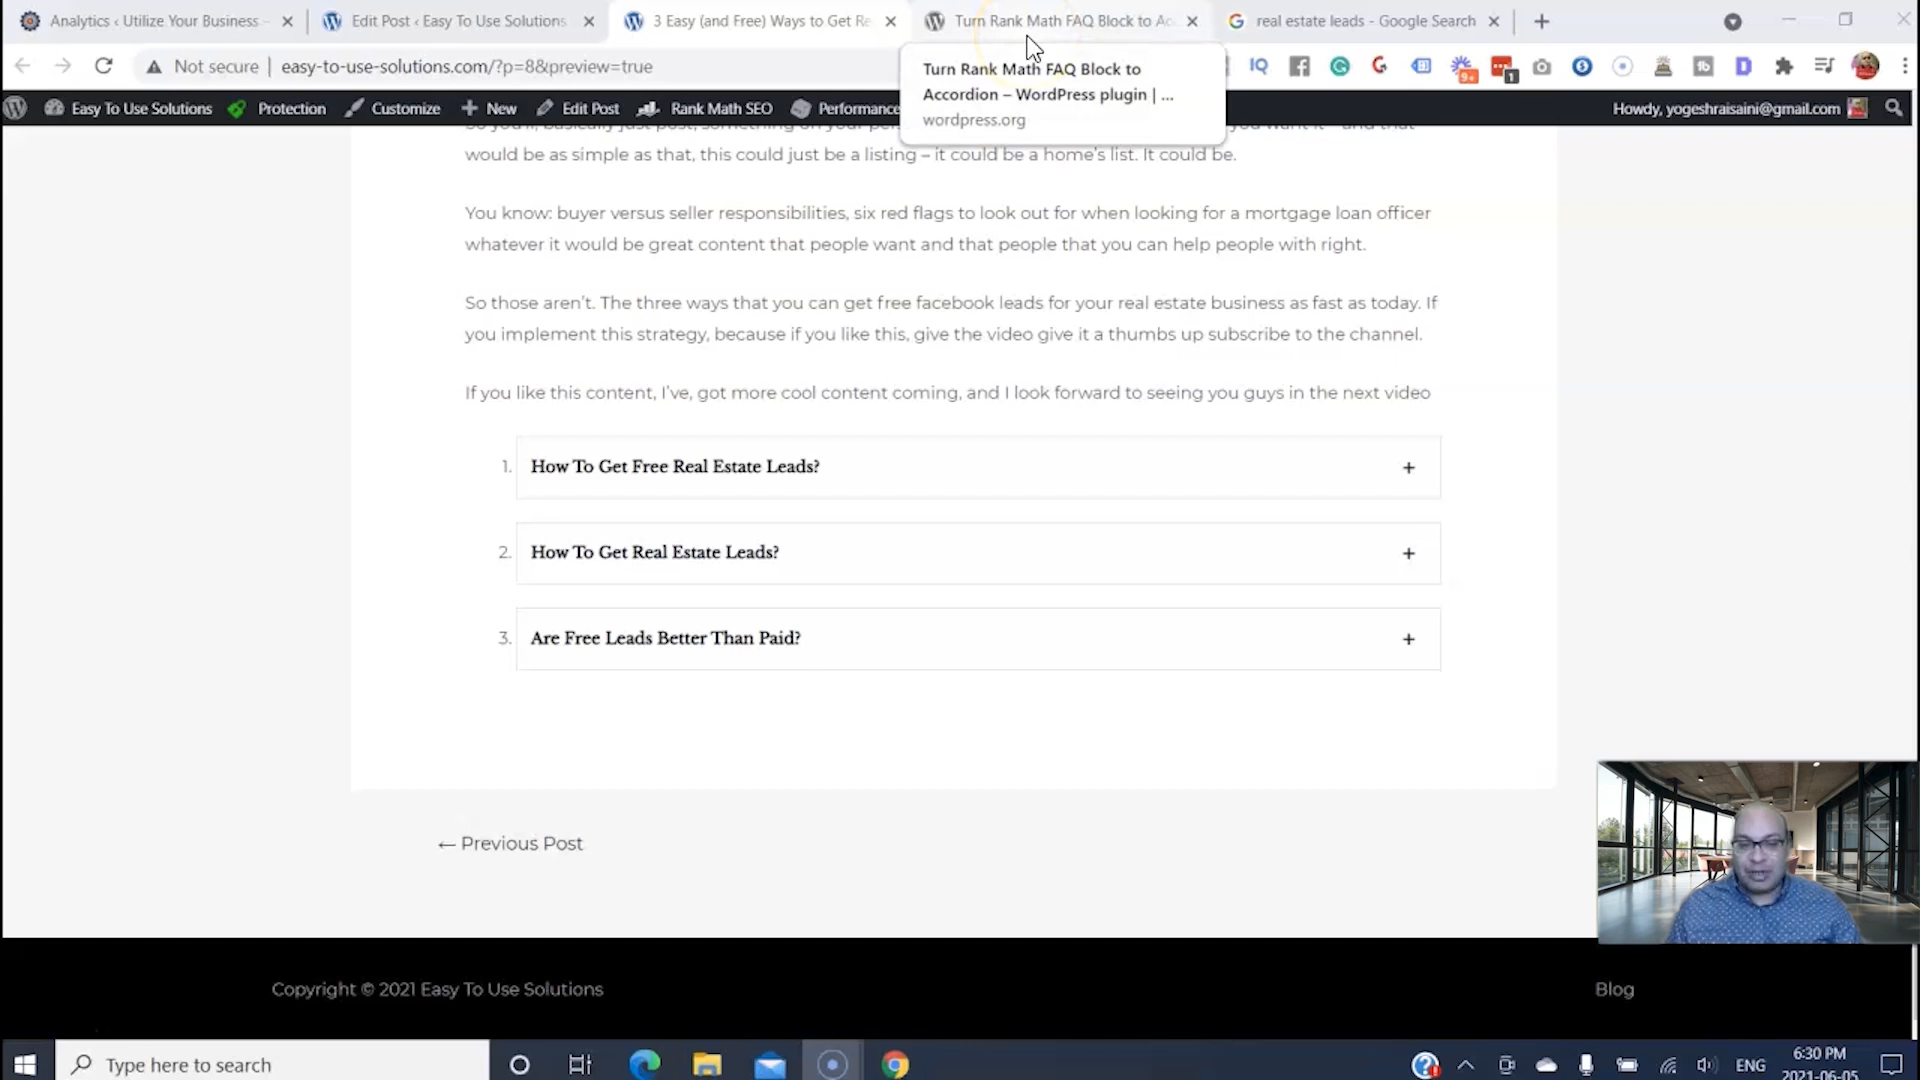 Analytics ‹ Utilize Your Business –
Edit Post ‹ Easy To Use Solutions
3 Easy (and Free) Ways to Get Re
Turn Rank Math FAQ Block to Ac
real estate leads - Google Search
Not secure
easy-to-use-solutions.com/?p=8&preview=true
IQ
9+
1
Turn Rank Math FAQ Block to
Accordion – WordPress plugin | ...
wordpress.org
Easy To Use Solutions
Protection
Customize
New
Edit Post
Rank Math SEO
Performance
Howdy, yogeshraisaini@gmail.com
would be as simple as that, this could just be a listing – it could be a home's list. It could be.
You know: buyer versus seller responsibilities, six red flags to look out for when looking for a mortgage loan officer
whatever it would be great content that people want and that people that you can help people with right.
So those aren't. The three ways that you can get free facebook leads for your real estate business as fast as today. If
you implement this strategy, because if you like this, give the video give it a thumbs up subscribe to the channel.
If you like this content, I've, got more cool content coming, and I look forward to seeing you guys in the next video
1. How To Get Free Real Estate Leads? +
2. How To Get Real Estate Leads? +
3. Are Free Leads Better Than Paid? +
← Previous Post
Copyright © 2021 Easy To Use Solutions
Blog
Type here to search
ENG
6:30 PM
2021-06-05